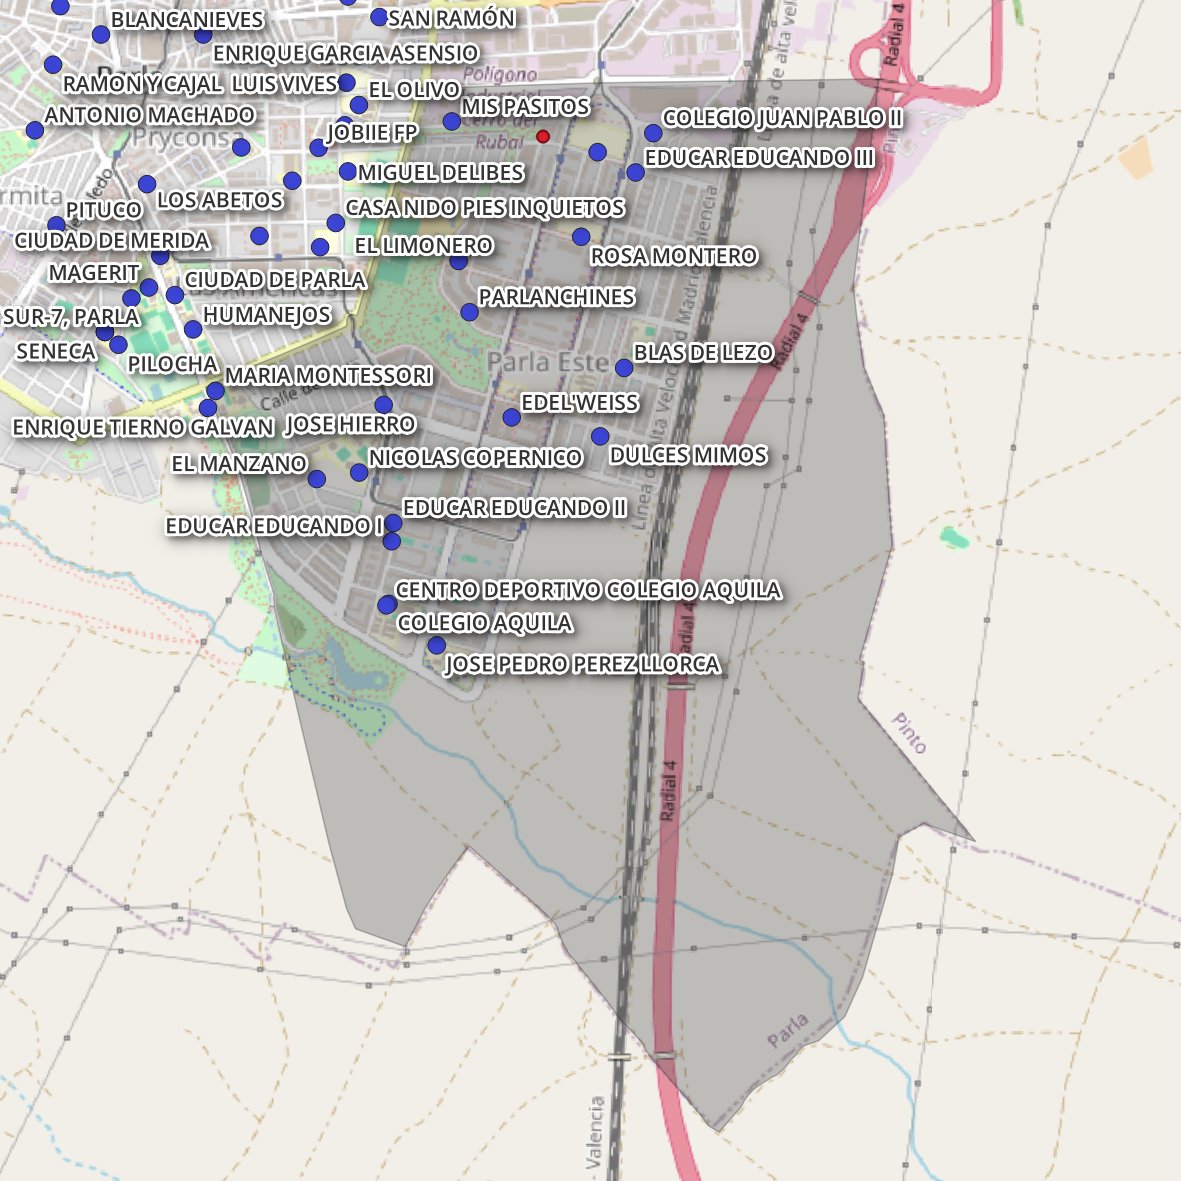 BLANCANIEVES
SAN RAMÓN
Radial 4
ENRIQUE GARCIA ASENSIO
Polígono
RAMON Y CAJAL
LUIS VIVES
EL OLIVO
MIS PASITOS
ANTONIO MACHADO
COLEGIO JUAN PABLO II
Pryconsa
JOBIIE FP
Rubal
EDUCAR EDUCANDO III
MIGUEL DELIBES
LOS ABETOS
PITUCO
CASA NIDO PIES INQUIETOS
CIUDAD DE MERIDA
EL LIMONERO
ROSA MONTERO
MAGERIT
CIUDAD DE PARLA
PARLANCHINES
SUR-7, PARLA
HUMANEJOS
Radial 4
SENECA
PILOCHA
Parla Este
BLAS DE LEZO
MARIA MONTESSORI
Calle de
EDEL'WEISS
ENRIQUE TIERNO GALVAN
JOSE HIERRO
EL MANZANO
NICOLAS COPERNICO
DULCES MIMOS
EDUCAR EDUCANDO II
EDUCAR EDUCANDO I
CENTRO DEPORTIVO COLEGIO AQUILA
COLEGIO AQUILA
JOSE PEDRO PEREZ LLORCA
Pinto
Radial 4
Parla
Valencia